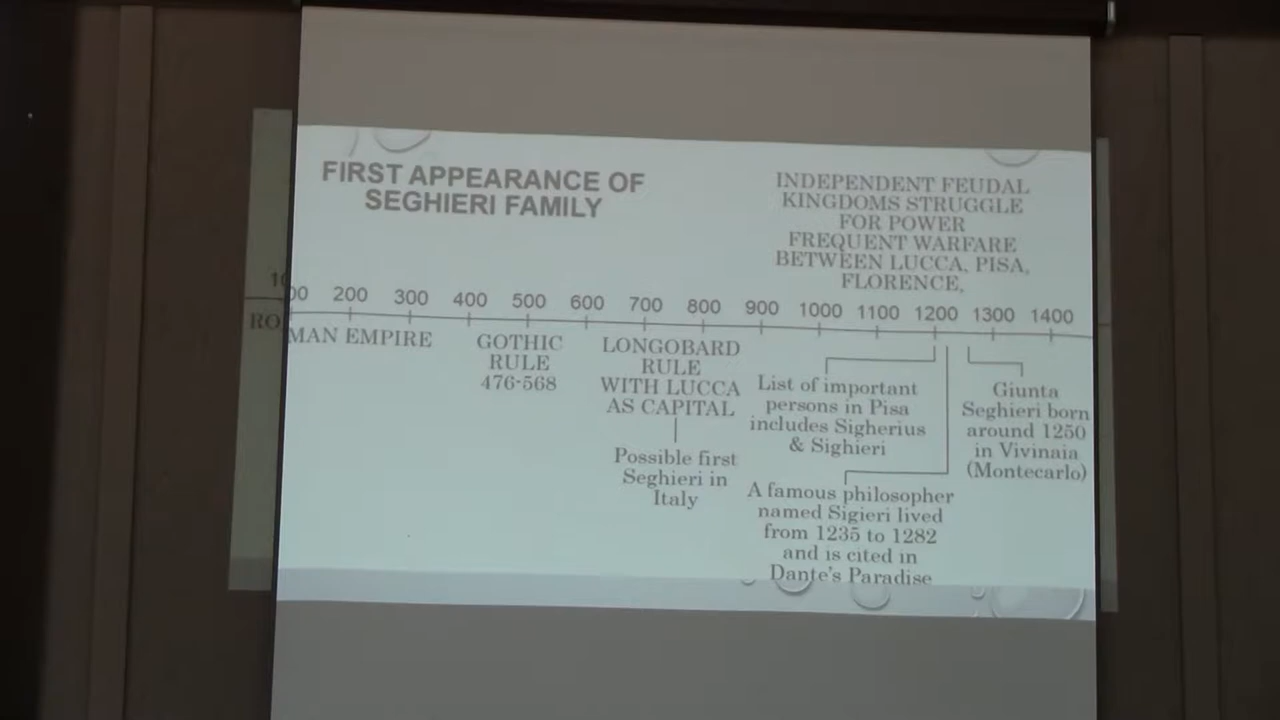 FIRST APPEARANCE OF
SEGHIERI FAMILY
INDEPENDENT FEUDAL
KINGDOMS STRUGGLE
FOR POWER
FREQUENT WARFARE
BETWEEN LUCCA, PISA,
FLORENCE,
100 200 300 400 500 600 700 800 900 1000 1100 1200 1300 1400
ROMAN EMPIRE
GOTHIC
RULE
476-568
LONGOBARD
RULE
WITH LUCCA
AS CAPITAL
Possible first
Seghieri in
Italy
List of important
persons in Pisa
includes Sigherius
& Sighieri
A famous philosopher
named Sigieri lived
from 1235 to 1282
and is cited in
Dante's Paradise
Giunta
Seghieri born
around 1250
in Vivinaia
(Montecarlo)